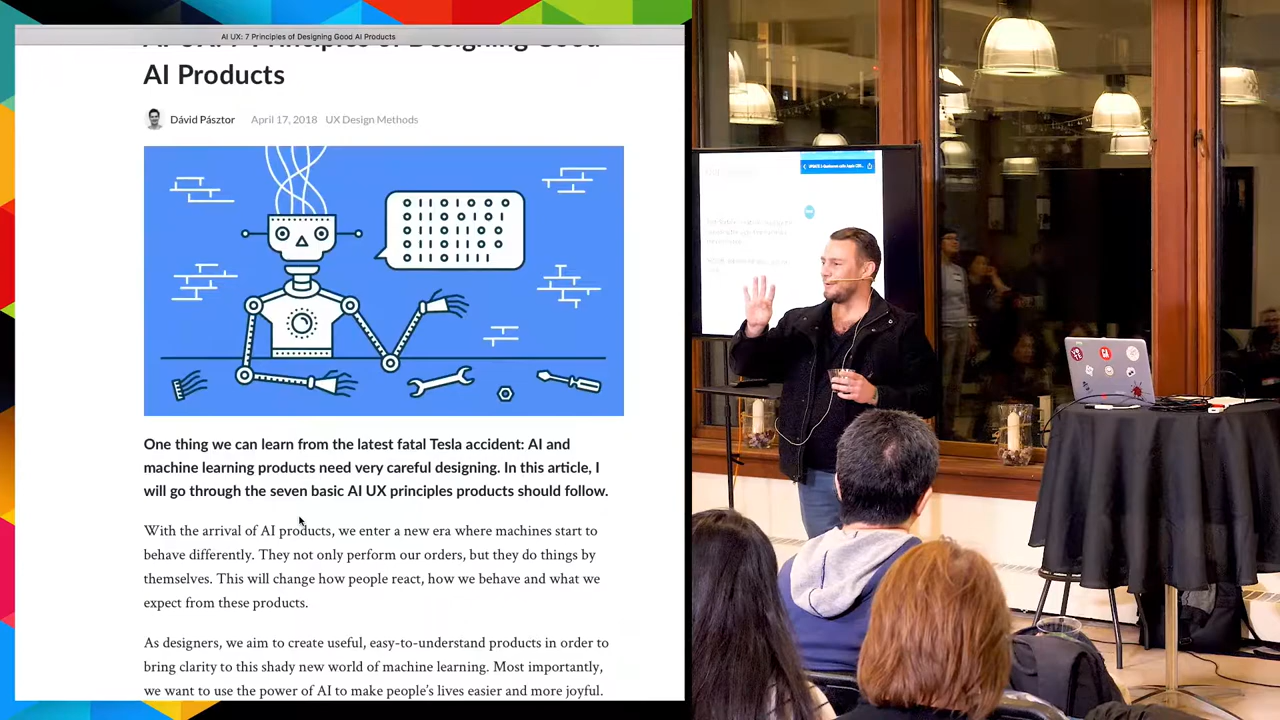 AI UX: 7 Principles of Designing Good AI Products
AI UX: 7 Principles of Designing Good
AI Products
Dávid Pásztor April 17, 2018 UX Design Methods
One thing we can learn from the latest fatal Tesla accident: AI and
machine learning products need very careful designing. In this article, I
will go through the seven basic AI UX principles products should follow.
With the arrival of AI products, we enter a new era where machines start to
behave differently. They not only perform our orders, but they do things by
themselves. This will change how people react, how we behave and what we
expect from these products.
As designers, we aim to create useful, easy-to-understand products in order to
bring clarity to this shady new world of machine learning. Most importantly,
we want to use the power of AI to make people’s lives easier and more joyful.